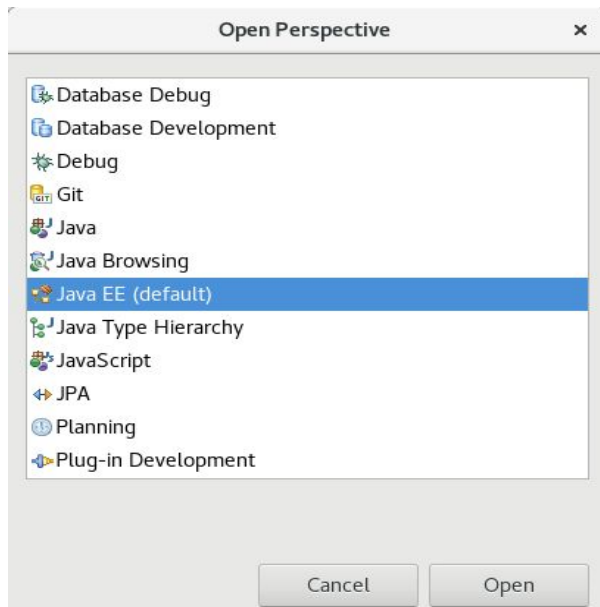 Open Perspective ×
Database Debug
Database Development
Debug
GIT Git
J Java
J Java Browsing
Java EE (default)
J Java Type Hierarchy
JavaScript
JPA
Planning
Plug-in Development
Cancel Open